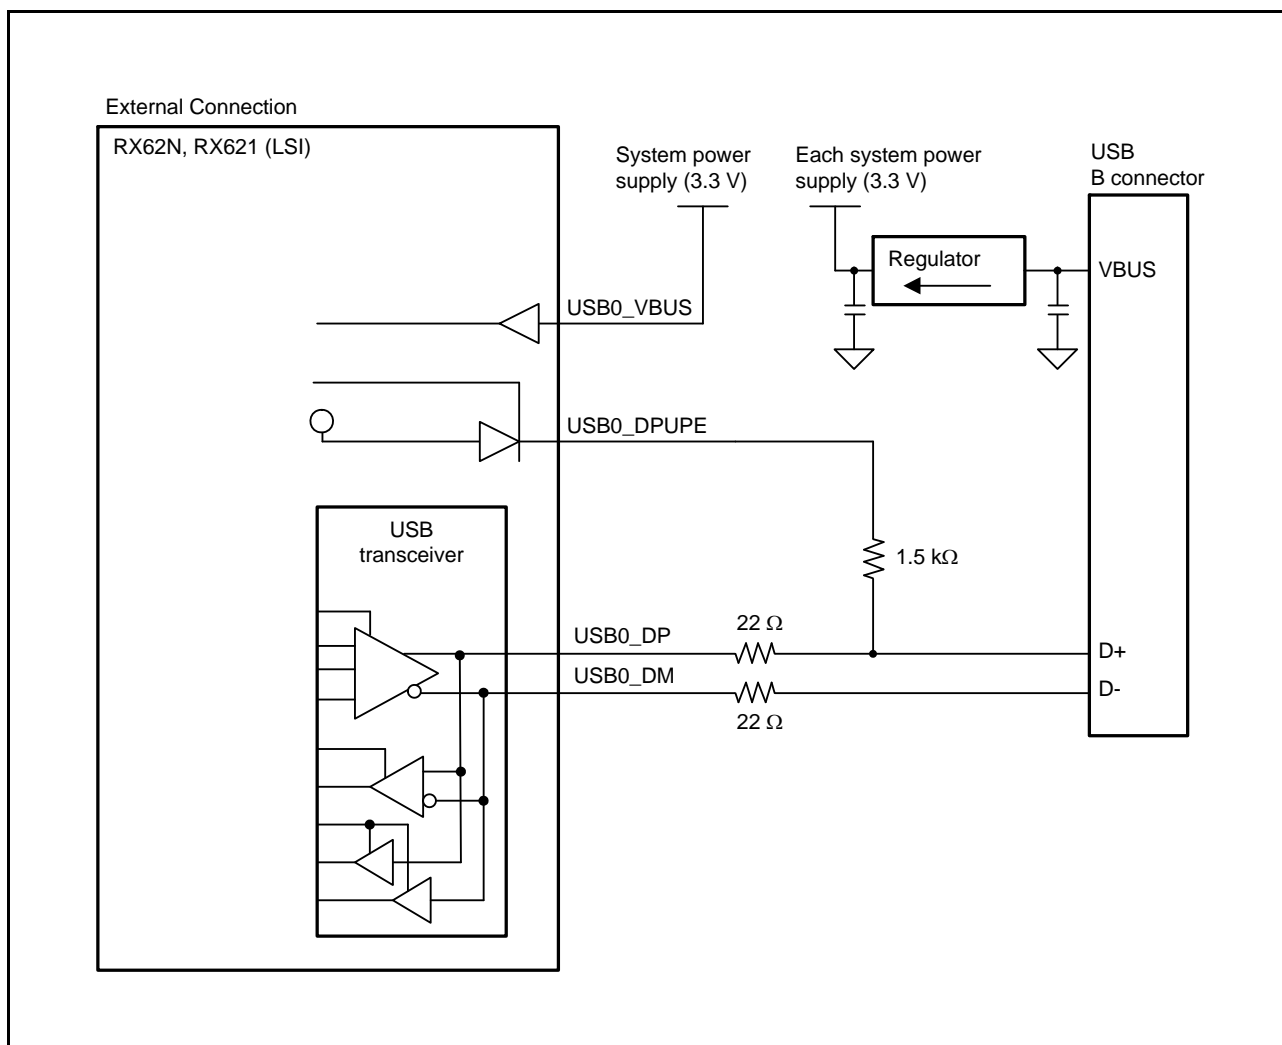 External Connection
RX62N, RX621 (LSI)
System power
supply (3.3 V)
Each system power
supply (3.3 V)
USB
B connector
Regulator
VBUS
USB0_VBUS
USB0_DPUPE
USB
transceiver
1.5 kΩ
USB0_DP
22 Ω
D+
USB0_DM
D-
22 Ω